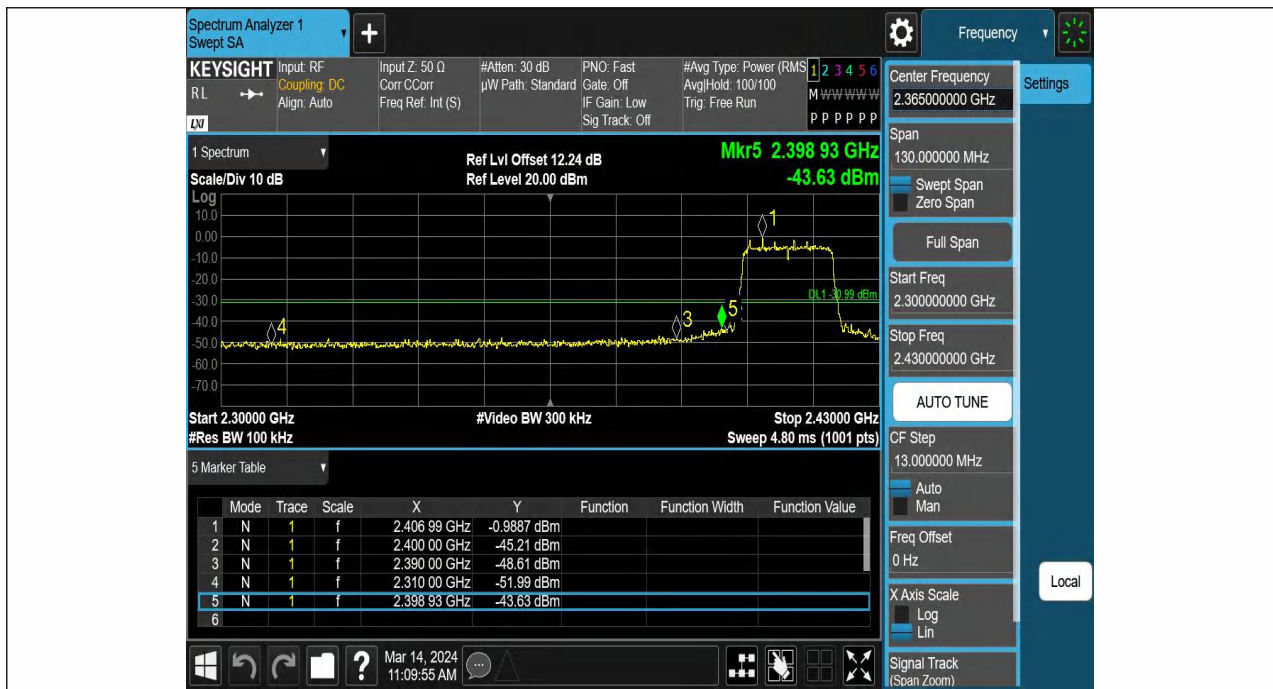 Spectrum Analyzer 1
Swept SA
+
Frequency
KEYSIGHT
RL
LXI
Input: RF
Coupling: DC
Align: Auto
Input Z: 50 Ω
Corr CCorr
Freq Ref: Int (S)
#Atten: 30 dB
µW Path: Standard
PNO: Fast
Gate: Off
IF Gain: Low
Sig Track: Off
#Avg Type: Power (RMS
Avg|Hold: 100/100
Trig: Free Run
1 2 3 4 5 6
M W W W W W
P P P P P P
1 Spectrum
Scale/Div 10 dB
Ref Lvl Offset 12.24 dB
Ref Level 20.00 dBm
Mkr5 2.398 93 GHz
-43.63 dBm
Log
10.0
0.00
-10.0
-20.0
-30.0
-40.0
-50.0
-60.0
-70.0
1
3
4
5
DL1 -30.99 dBm
Start 2.30000 GHz
#Video BW 300 kHz
Stop 2.43000 GHz
#Res BW 100 kHz
Sweep 4.80 ms (1001 pts)
5 Marker Table
Mode Trace Scale X Y Function Function Width Function Value
1 N 1 f 2.406 99 GHz -0.9887 dBm
2 N 1 f 2.400 00 GHz -45.21 dBm
3 N 1 f 2.390 00 GHz -48.61 dBm
4 N 1 f 2.310 00 GHz -51.99 dBm
5 N 1 f 2.398 93 GHz -43.63 dBm
6
Center Frequency
2.365000000 GHz
Settings
Span
130.000000 MHz
Swept Span
Zero Span
Full Span
Start Freq
2.300000000 GHz
Stop Freq
2.430000000 GHz
AUTO TUNE
CF Step
13.000000 MHz
Auto
Man
Freq Offset
0 Hz
Local
X Axis Scale
Log
Lin
Signal Track
(Span Zoom)
?
Mar 14, 2024
11:09:55 AM